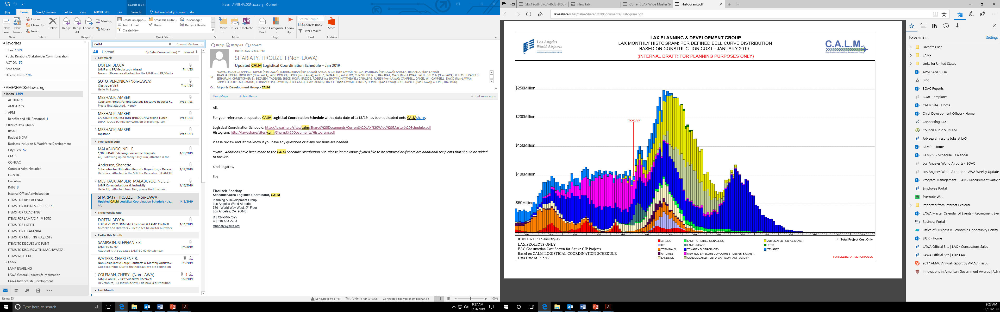 Search Tools
Inbox - AMESHACK@lawa.org - Outlook
File
Home
Send / Receive
Folder
View
ADOBE PDF
Fax
Search
Tell me what you want to do...
New Email
New Items
Ignore
Clean Up
Junk
Delete
Reply
Reply All
Forward
Meeting
More
Create an appoi...
Team Email
Create New
Small Biz Outre...
Done
To Manager
Reply & Delete
Move
Rules
OneNote
Unread/ Read
Categorize
Follow Up
Search People
Address Book
Filter Email
Store
New
Delete
Respond
Quick Steps
Move
Tags
Find
Add-ins
Favorites
Inbox 1509
Public Relations/Stakeholder Communication
ACTION 79
Sent Items
Deleted Items 196
AMESHACK@lawa.org
Inbox 1509
ACTION 1
AMESHACK
APM
Benefits and HR, Personnel 1
BIM & Data Library
BOAC
Budget & SAP
Business Inclusion & Workforce Development
City Clerk 52
CMTS
CONRAC
Contract Administration
EC & DC
Executive
IMTG 3
Internal Office Administration
ITEMS FOR BJSR AGENDA
ITEMS FOR BUSINESS-C DURU 1
ITEMS FOR COACHING
ITEMS FOR LAMP/CIP - V SOTO
ITEMS FOR LISETTE
ITEMS FOR LIT AGENDA
ITEMS FOR MEETING REQUESTS
ITEMS TO DISCUSS W D.FLINT
ITEMS TO DISCUSS WITH M.SCHWARTZ
ITEMS WITH CDG
LAMP
LAMP ENABLING
LAWA General Updates & Information
LAWA Intranet Site Development
Items: 33
CALM
Current Mailbox
All Unread
By Date (Conversations) Newest
Last Week
DOTEN, BECCA
LAMP and PR/Media Look-Ahead Fri 1/25
Team – Please see attached for the LAMP and PR/Media
SOTO, VERONICA (Non-LAWA)
Classroom Visit Thu 1/24
Hello Mr Lopez,
MESHACK, AMBER
Capstone Project Parking Strategy Executive Request F... Wed 1/23
Please find attached. <end>
MESHACK, AMBER
CAPSTONE PROJECT RUN THROUGH/Working Lunch Wed 1/23
DRAFT DOCS TO REVIEW/work on at meeting. I am
MESHACK, AMBER
capstone Wed 1/23
Two Weeks Ago
MALABUYOC, NEIL E.
1/18 UPDATE: Steering Committee Template 1/18/2019
All, Following up on today's Dry Run, attached is the
Anderson, Shanette
Subcontractor Utilization Report - Buyout Log - Decem... 1/17/2019
Hi Ladies, Attached is the SUR for December. SHANETTE
MESHACK, AMBER; MALABUYOC, NEIL E.
LAMP Communications & Inclusivity 1/16/2019
Hello All, Attached from Neil, please find the new
SHARIATY, FIROUZEH (Non-LAWA)
Updated CALM Logistical Coordination Schedule – Ja... 1/15/2019
All,
Three Weeks Ago
DOTEN, BECCA
FOR REVIEW // PR/Media Calendars & LAMP 30-60-90 1/11/2019
Michelle and Directors – Please see below for our week
Earlier this Month
SAMPSON, STEPHANIE S.
LAMP 30-60-90 1/4/2019
Attached is the updated LAMP 30-60-90 calendar.
WATERS, CHARLENE R.
Non-Compliant & Large Contracts & Monthly Achieve... 1/3/2019
Good morning Due to the holidays, we are behind on
COLEMAN, CHERYL (Non-LAWA)
LAMP-ConRAC - First Submittal Received 1/2/2019
Hi Veronica, As shown below, I do have a distribution
Last Month
Reply Reply All Forward
Tue 1/15/2019 6:27 PM
SHARIATY, FIROUZEH (Non-LAWA)
Updated CALM Logistical Coordination Schedule – Jan 2019
To
ADAMS, JACOB L.; AHMADI, NIMOE (Non-LAWA); ALBERS, BRIAN (Non-LAWA); ANEJA, ARUN (Non-LAWA); ANTICH, PATRICIA (Non-LAWA); ANZOLA, REINALDO (Non-LAWA);
ARANDA-BOONE, KIMBERLY (Non-LAWA); ARREDONDO, DAVID (Non-LAWA); AVILEZ, JAMAAL P.; AZEVEDO, CHRISTOPHER J.; BARAKAT, MARK (Non-LAWA); BATTE, STEVEN (Non-LAWA); BELLOT, FRANCES;
BETHURUM, CHRISTOPHER B.; BEZABEH, TADESSE; BRICE, ROSA; BRIGGS, ROBERT A.; BROWN, MATTHEW E.; CABALBAG, RUBEN (Non-LAWA); CAMPBELL, DANIEL W.; CAMPBELL, DAVID (Non-LAWA);
CAMPBELL, GREG S.; CASTRO, FERNANDO P.; CAWYER, REBECCA L.; CHAPHALKAR, PRADEEP (Non-LAWA); CHINERY, DONALD (Non-LAWA); CHOI, DANIEL (Non-LAWA); CHONG, RICHARD;
Cc Airports Development Group - CALM
Bing Maps Action Items
Get more apps
All,
For your reference, an updated CALM Logistical Coordination Schedule with a data date of 1/15/19 has been uploaded onto CALMshare.
Logistical Coordination Schedule: http://lawashare/sites/calm/Shared%20Documents/Current%20LAX%20Wide%20Master%20Schedule.pdf
Histogram: http://lawashare/sites/calm/Shared%20Documents/Histogram.pdf
Please review and let me know if you have any questions or if any revisions are needed.
*Note - Additions have been made to the CALM Schedule Distribution List. Please let me know if you'd like to be removed or if there are additional recipients that should be added
to this list.
Kind Regards,
Fay
Firouzeh Shariaty
Scheduler-Area Logistics Coordinator, CALM
Planning & Development Group
Los Angeles World Airports
7301 World Way West, 9th Floor
Los Angeles, CA 90045
D | 424-646-7595
C | 818-633-2283
fshariaty@lawa.org
Send/Receive error
This folder is up to date.
Connected to: Microsoft Exchange
100%
Type here to search
9:27 AM
1/31/2019
5bc196df-d7c7-46d3-8f0d-
New tab
Current LAX Wide Master S
Histogram.pdf
lawashare/sites/calm/Shared%20Documents/Histogram.pdf
Los Angeles
World Airports
LAX PLANNING & DEVELOPMENT GROUP
LAX MONTHLY HISTOGRAM: PER DEFINED BELL CURVE DISTRIBUTION
BASED ON CONSTRUCTION COST - JANUARY 2019
(INTERNAL DRAFT: FOR PLANNING PURPOSES ONLY)
C.A.L.M.
$250Million
$200Million
$150Million
$100Million
$50Million
TODAY
2014 2015 2016 2017 2018 2019 2020 2021 2022 2023 2024 2025 2026 2027 2028
RUN DATE: 15-January-19
LAX PROJECTS ONLY
EAC Construction Cost Shown for Active CIP Projects
Based on CALM LOGISTICAL COORDINATION SCHEDULE
Data Date of 1/15/19
AIRSIDE
ITF
TERMINALS
UTILITIES
LANDSIDE
LAMP - UTILITIES & ENABLING
LAMP - ROADS
TENANT - BUYBACK (CIP)
MIDFIELD SATELLITE CONCOURSE - DESIGN & CONST.
CONSOLIDATED RENT-A-CAR (CONRAC) FACILITY
AUTOMATED PEOPLE MOVER
FTSD
TENANTS
* Total Project Cost Only
FOR DELIBERATIVE PURPOSES
Favorites
Settings
Favorites Bar
LAMP
Links for United States
APM SAND BOX
Bing
BOAC Reports
BOAC Templates
CALM Site - Home
Chief Development Officer - Home
Connecting LAX
Council.Audio.STREAM
Job search results Jobs at LAX
LAMP - Home
LAMP VIP Schedule - Calendar
Los Angeles World Airports - BOAC
Los Angeles World Airports - LAWA Weekly Update
Program Management - LAMP Procurement Particip
Employee Portal
Evernote Web
Imported from Internet Explorer
LAWA Master Calendar of Events - Recruitment Ever
Business Portal |
Office of Business & Economic Opportunity Certify
BJSR - Home
LAWA Official Site | LAX - Concessions Sales
LAWA Official Site | Hire LAX
2017 AMAC Annual Report by AMAC - issuu
Innovations in American Government Awards | Ash
9:27 AM
1/31/2019